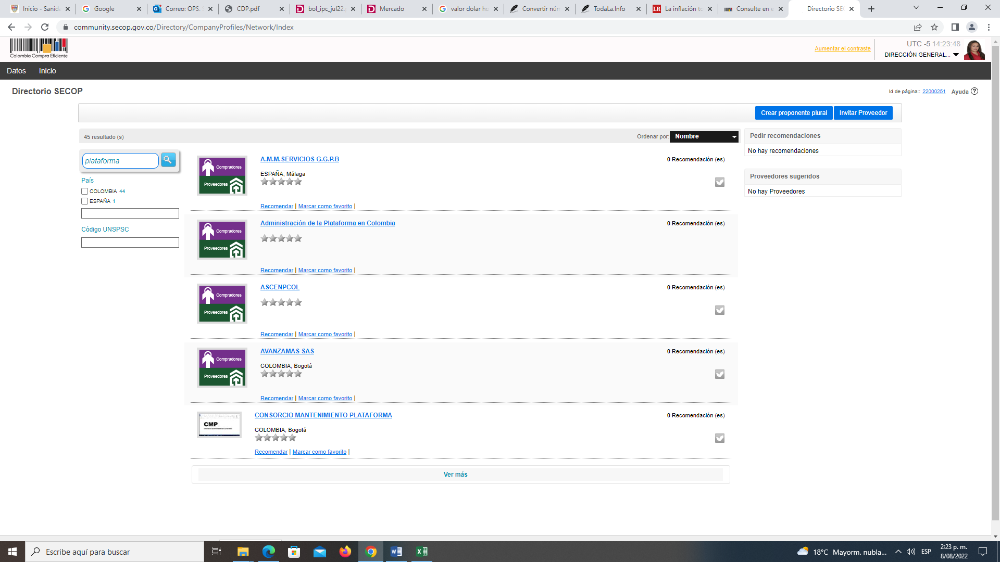 Inicio - Sanida
Google
Correo: OPS.
CDP.pdf
bol_ipc_jul22.
Mercado
valor dolar ho
Convertir núm
TodaLa.Info
La inflación to
Consulte en e
Directorio SEC
community.secop.gov.co/Directory/CompanyProfiles/Network/Index
Colombia Compra Eficiente
Aumentar el contraste
UTC -5 14:23:48
DIRECCIÓN GENERAL...
Datos
Inicio
Directorio SECOP
Id de página:: 22000251
Ayuda
Crear proponente plural
Invitar Proveedor
45 resultado (s)
Ordenar por: Nombre
plataforma
País
COLOMBIA 44
ESPAÑA 1
Código UNSPSC
Compradores
Proveedores
A.M.M.SERVICIOS G.G.P.B
0 Recomendación (es)
ESPAÑA, Málaga
Recomendar | Marcar como favorito |
Compradores
Proveedores
Administración de la Plataforma en Colombia
0 Recomendación (es)
Recomendar | Marcar como favorito |
Compradores
Proveedores
ASCENPCOL
0 Recomendación (es)
Recomendar | Marcar como favorito |
Compradores
Proveedores
AVANZAMAS SAS
0 Recomendación (es)
COLOMBIA, Bogotá
Recomendar | Marcar como favorito |
CMP
CONSORCIO MANTENIMIENTO PLATAFORMA
0 Recomendación (es)
COLOMBIA, Bogotá
Recomendar | Marcar como favorito |
Ver más
Pedir recomendaciones
No hay recomendaciones
Proveedores sugeridos
No hay Proveedores
Escribe aquí para buscar
18°C Mayorm. nubla...
ESP
2:23 p. m.
8/08/2022